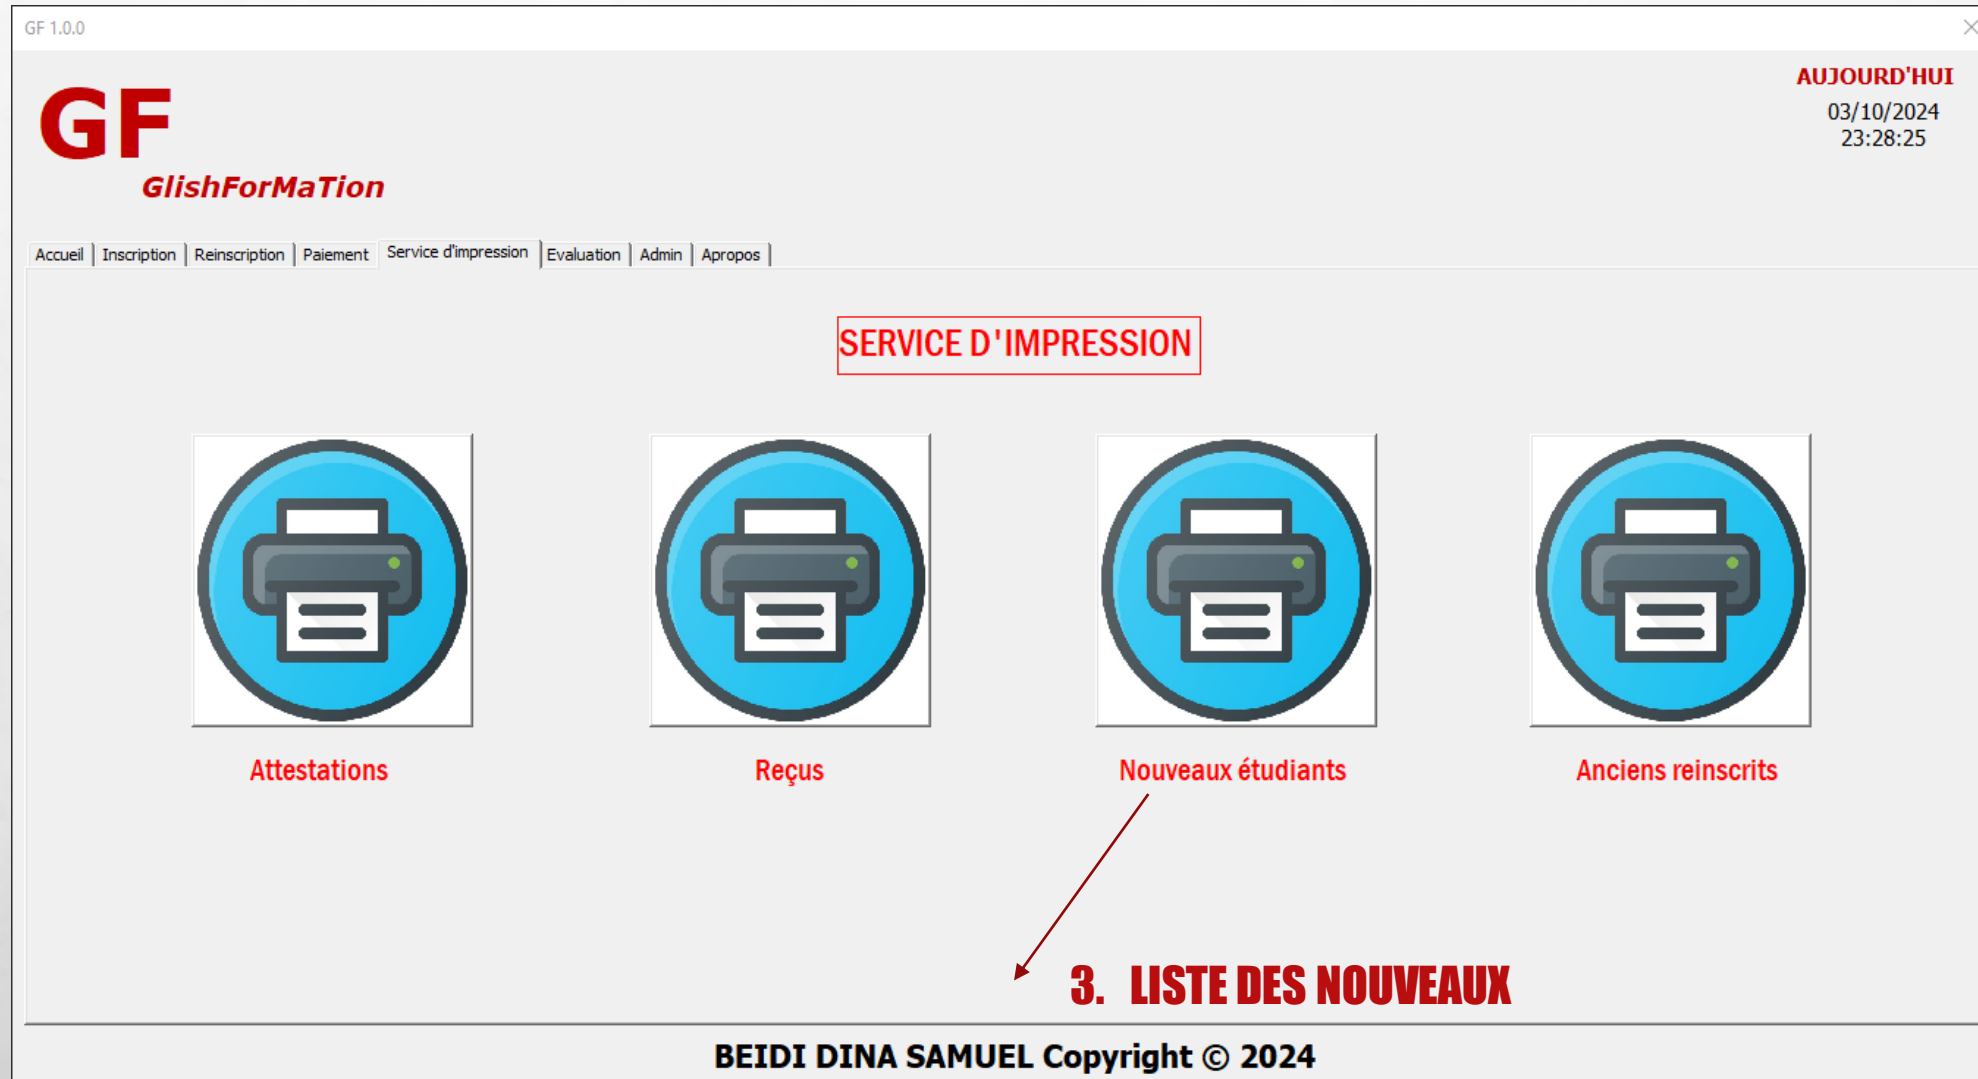 GF 1.0.0
AUJOURD'HUI
03/10/2024
23:28:25
GF
GlishForMaTion
Accueil Inscription Reinscription Paiement Service d'impression Evaluation Admin Apropos
SERVICE D'IMPRESSION
Attestations Reçus Nouveaux étudiants Anciens reinscrits
3. LISTE DES NOUVEAUX
BEIDI DINA SAMUEL Copyright © 2024